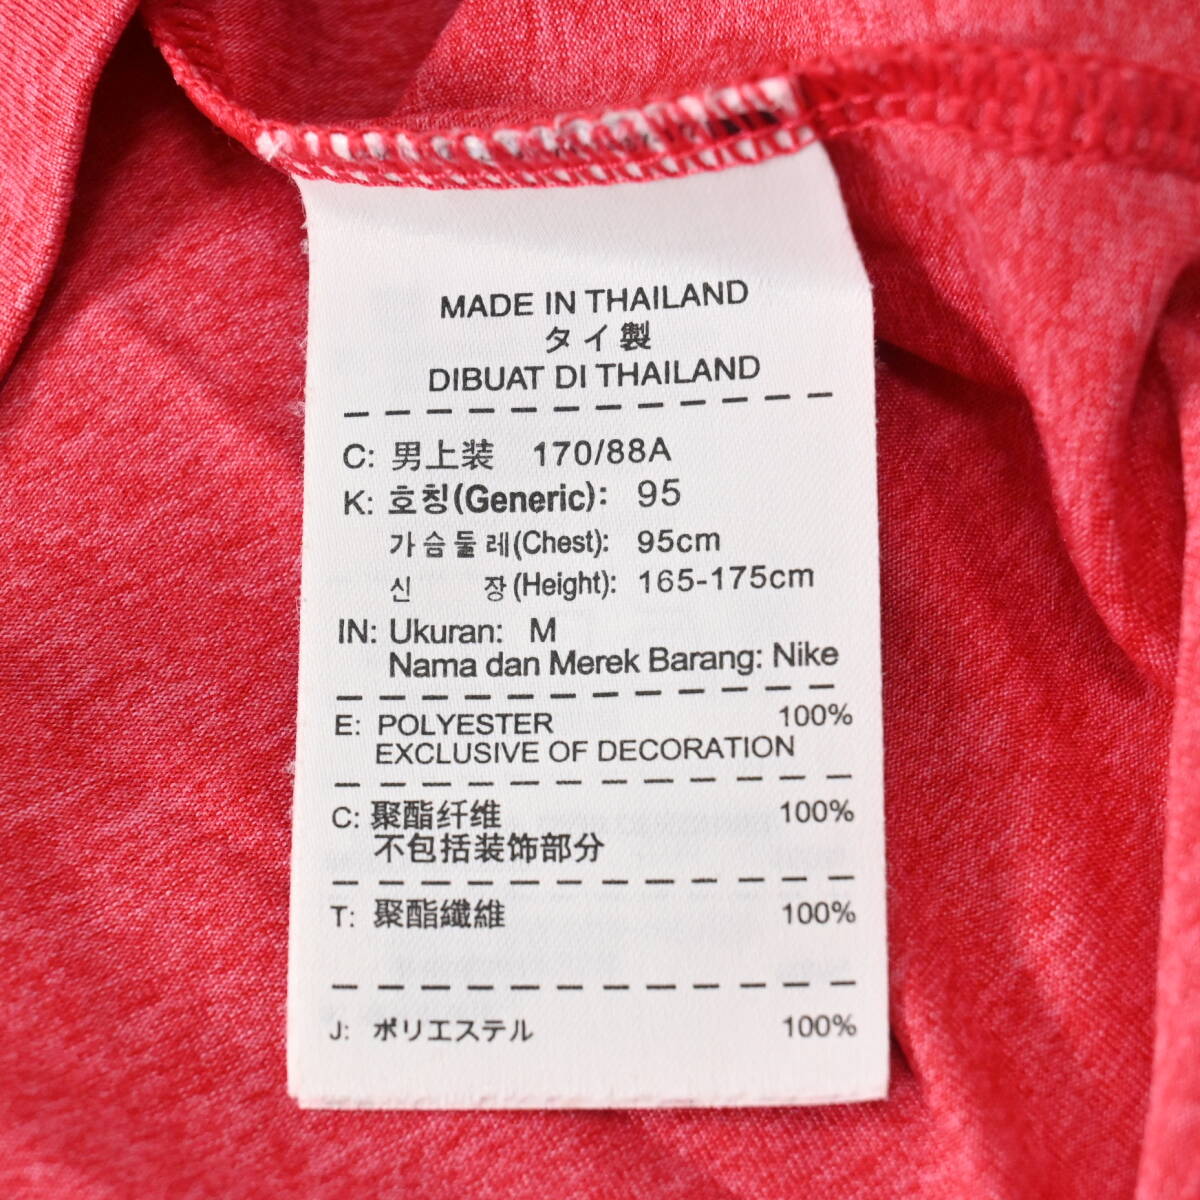 MADE IN THAILAND
タイ製
DIBUAT DI THAILAND
C: 男上装 170/88A
K: 호칭(Generic): 95
가슴둘레(Chest): 95cm
신 장(Height): 165-175cm
IN: Ukuran: M
Nama dan Merek Barang: Nike
E: POLYESTER 100%
EXCLUSIVE OF DECORATION
C: 聚酯纤维 100%
不包括装饰部分
T: 聚酯纖維 100%
J: ポリエステル 100%